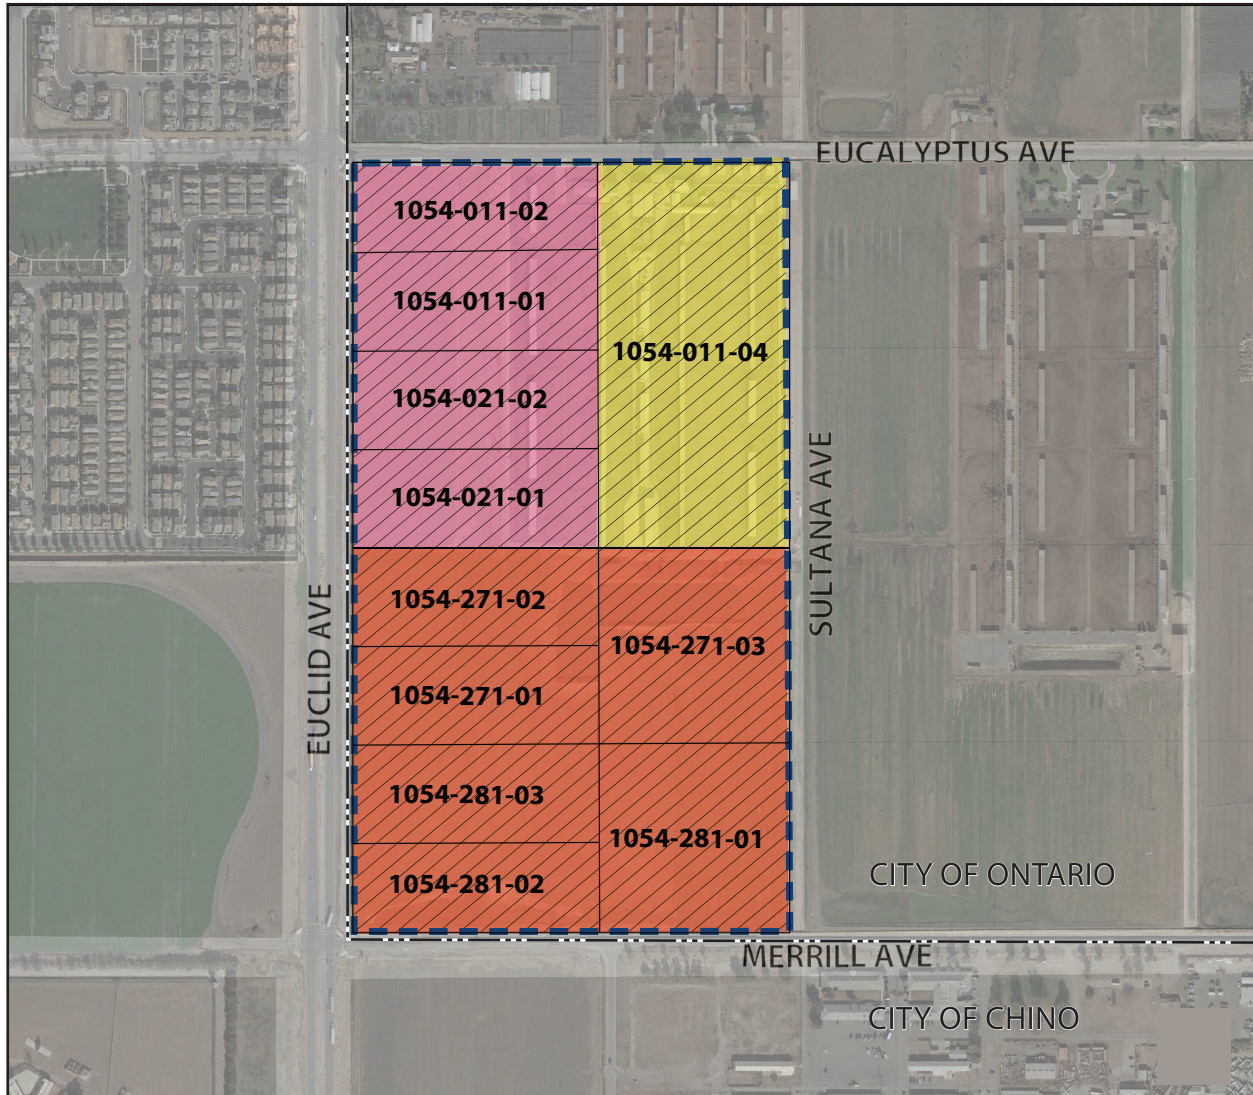 EUCALYPTUS AVE
1054-011-02
1054-011-01
1054-011-04
1054-021-02
1054-021-01
SULTANA AVE
1054-271-02
1054-271-03
EUCLID AVE
1054-271-01
1054-281-03
1054-281-01
1054-281-02
CITY OF ONTARIO
MERRILL AVE
CITY OF CHINO